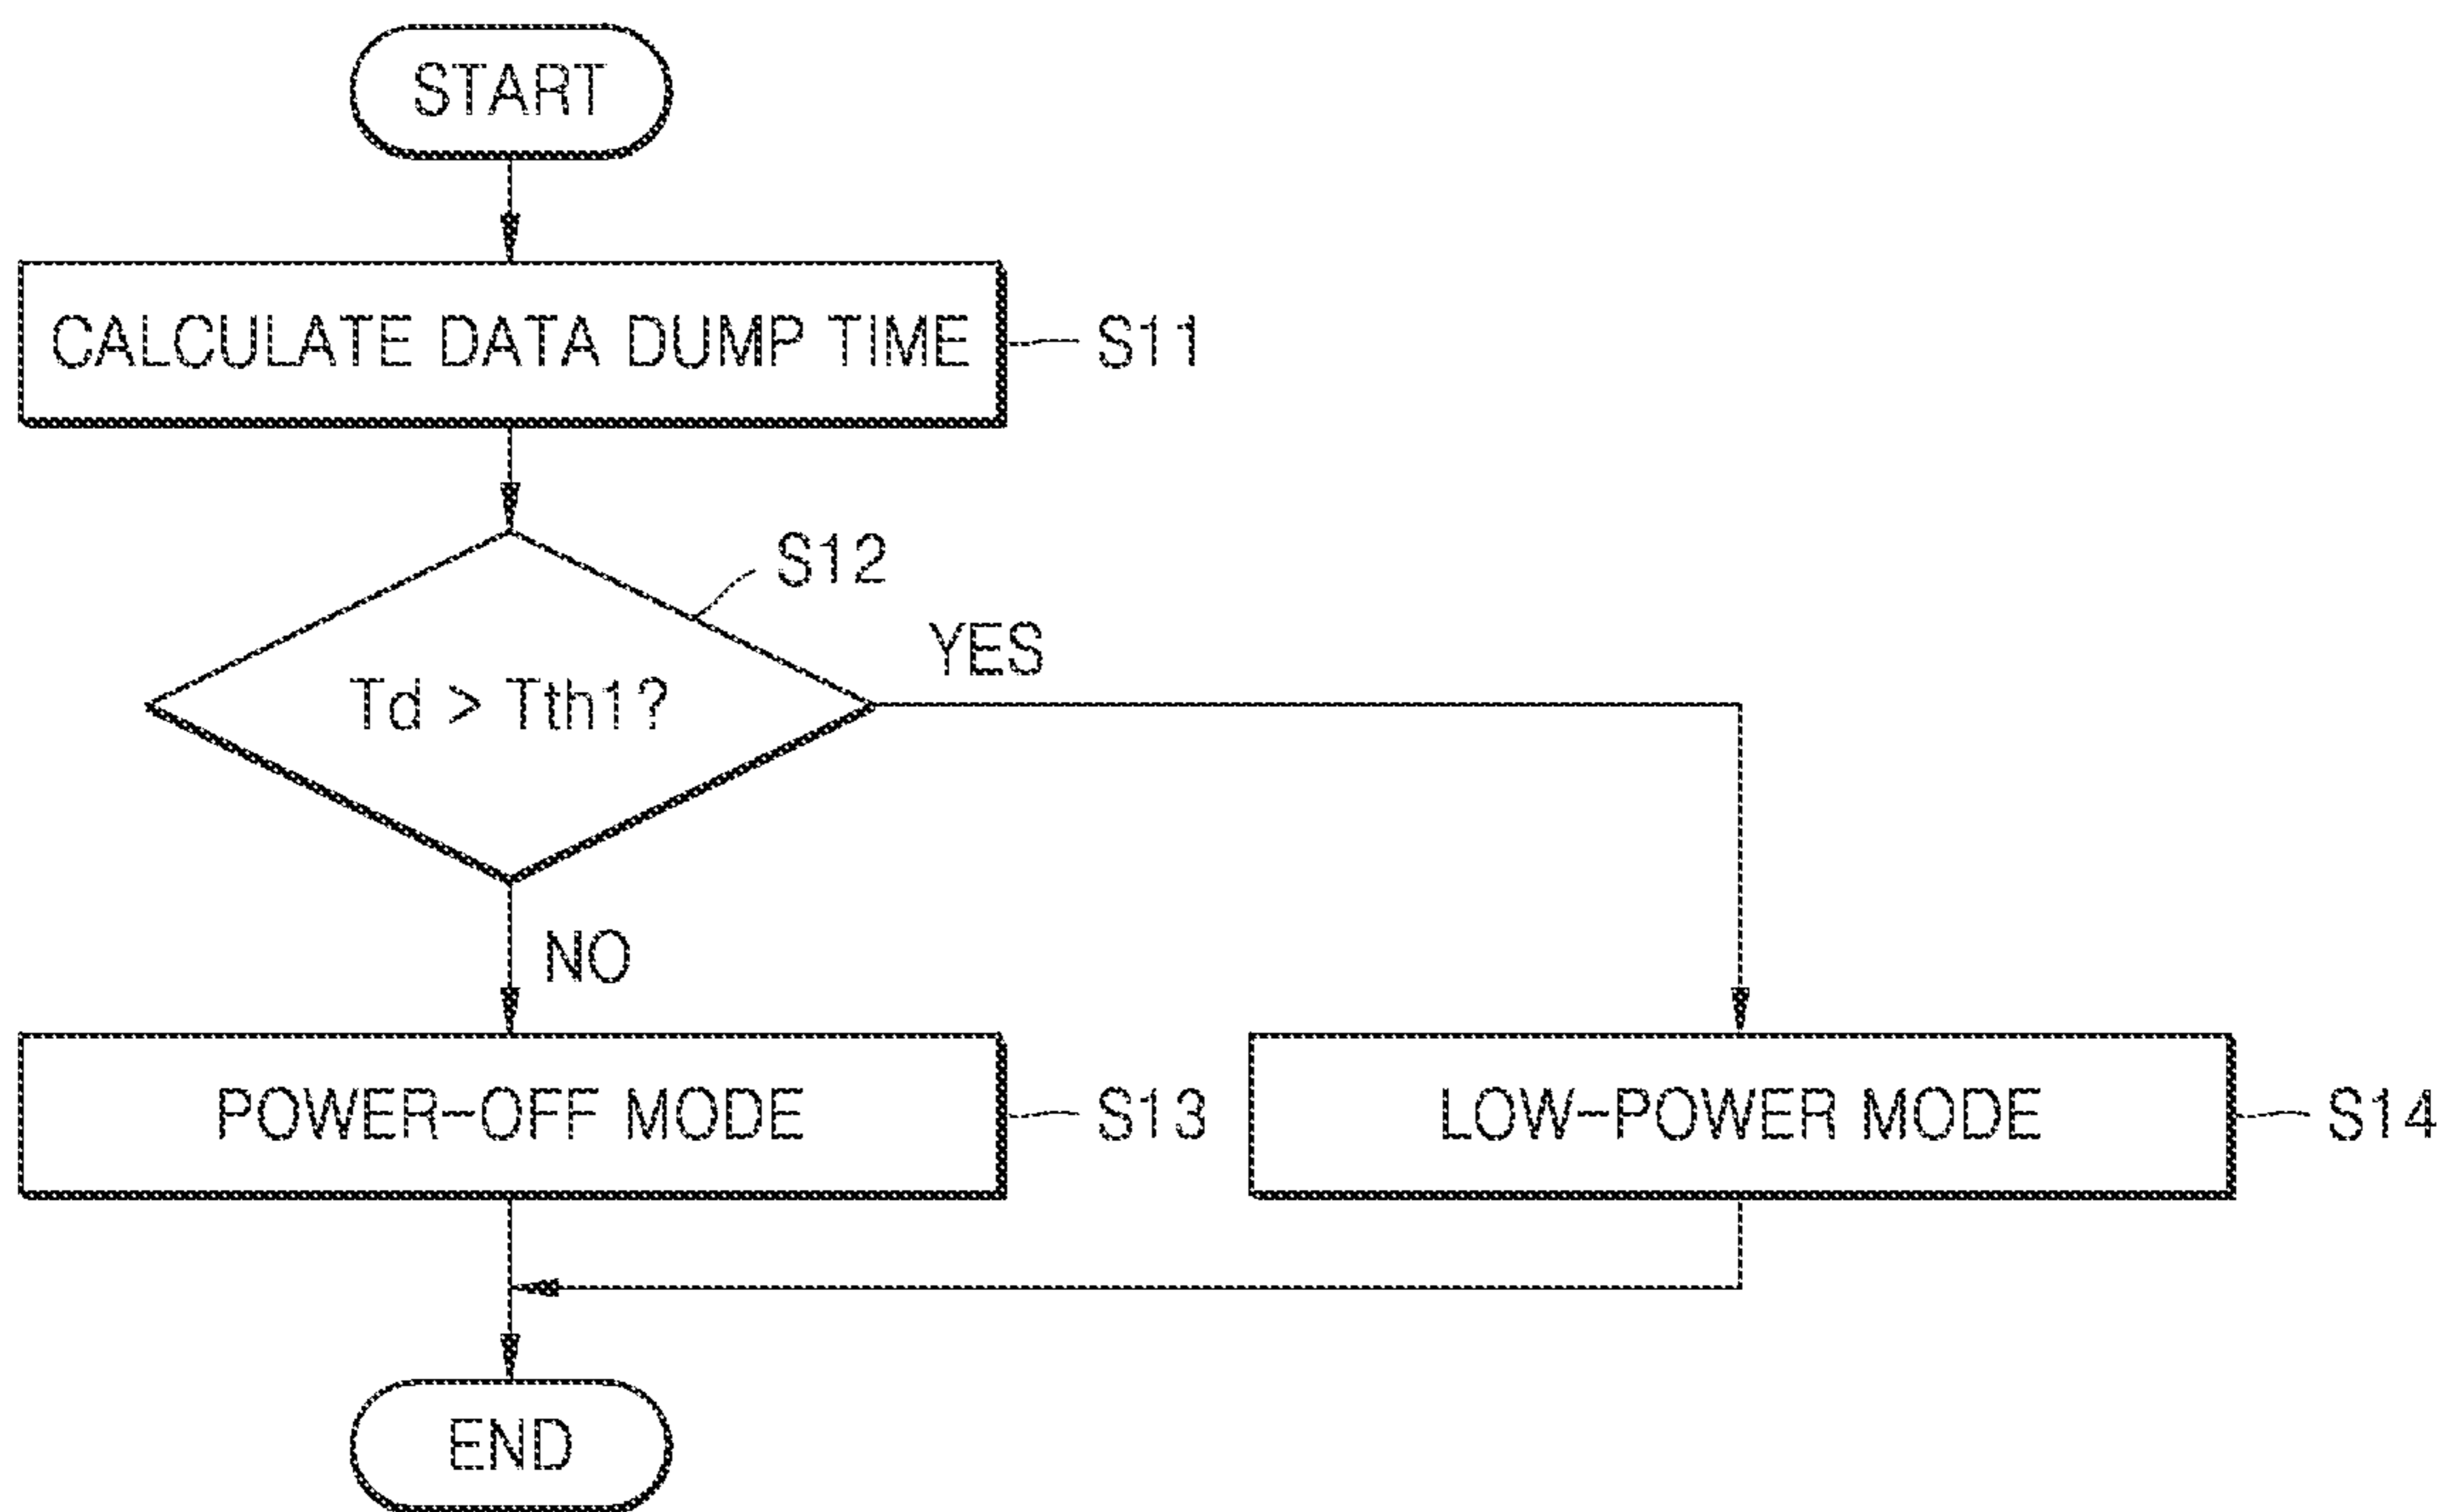 START
CALCULATE DATA DUMP TIME
S11
S12
Td > Tth1?
YES
NO
POWER-OFF MODE
S13
LOW-POWER MODE
S14
END